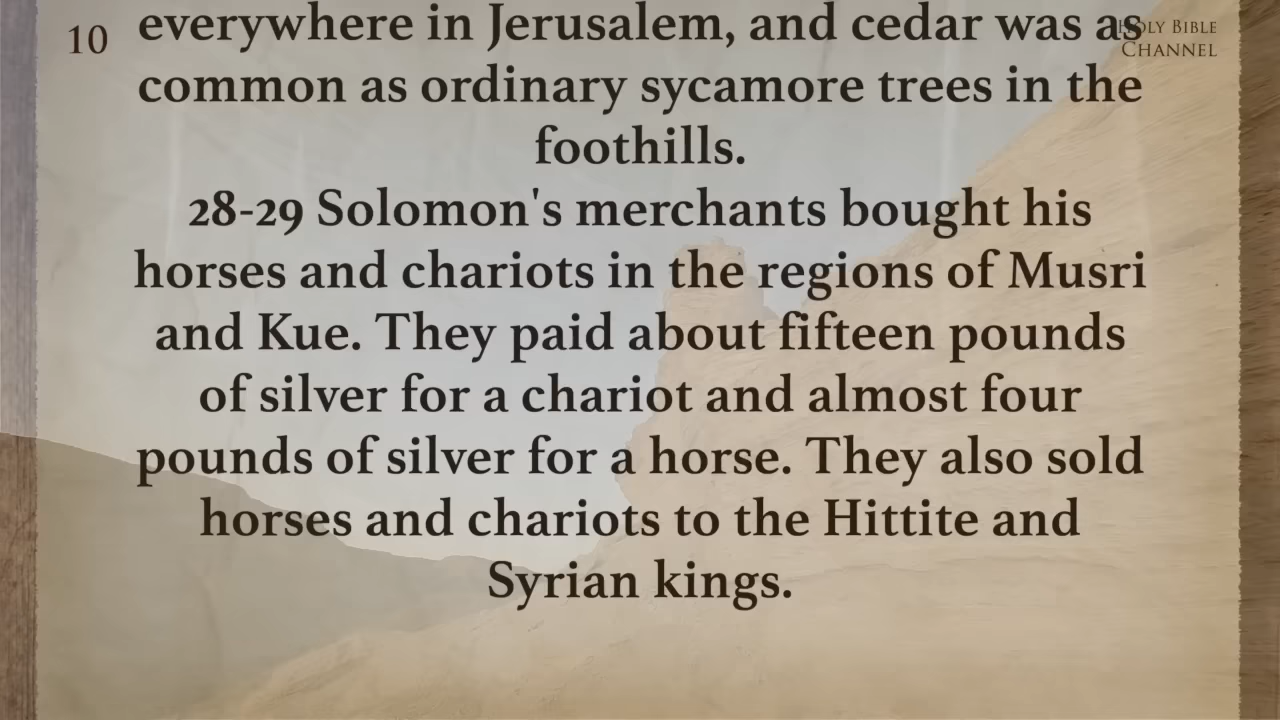 10
everywhere in Jerusalem, and cedar was as
HOLY BIBLE
CHANNEL
common as ordinary sycamore trees in the
foothills.
28-29 Solomon's merchants bought his
horses and chariots in the regions of Musri
and Kue. They paid about fifteen pounds
of silver for a chariot and almost four
pounds of silver for a horse. They also sold
horses and chariots to the Hittite and
Syrian kings.